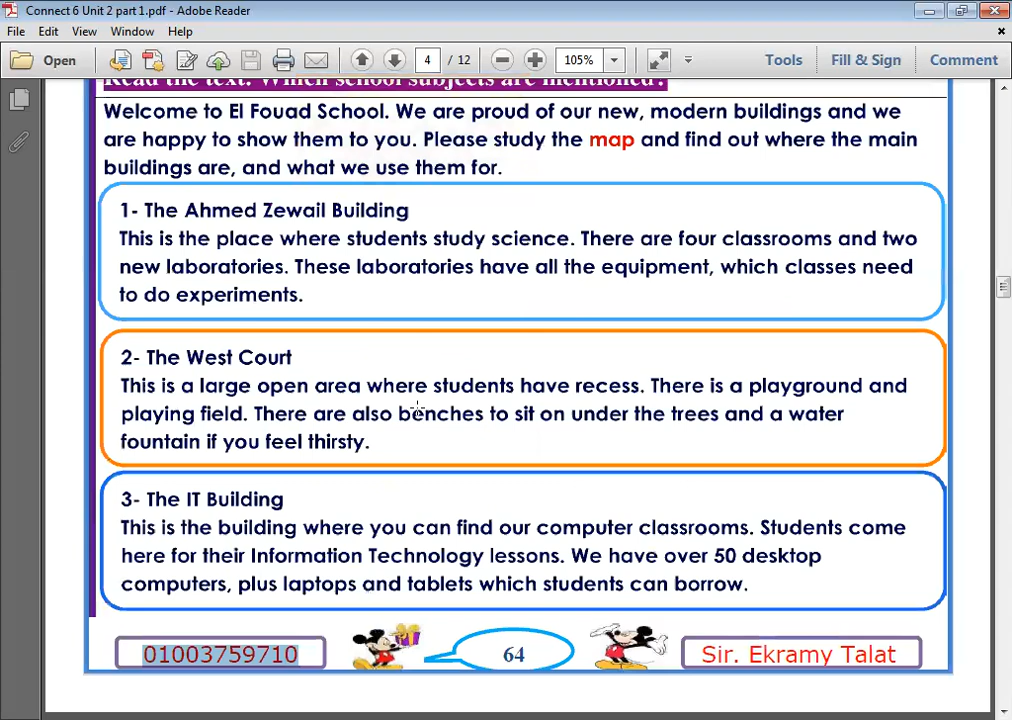 Connect 6 Unit 2 part 1.pdf - Adobe Reader
File Edit View Window Help
Open 4 / 12 105% Tools Fill & Sign Comment
Read the text. Which school subjects are mentioned?
Welcome to El Fouad School. We are proud of our new, modern buildings and we
are happy to show them to you. Please study the map and find out where the main
buildings are, and what we use them for.
1- The Ahmed Zewail Building
This is the place where students study science. There are four classrooms and two
new laboratories. These laboratories have all the equipment, which classes need
to do experiments.
2- The West Court
This is a large open area where students have recess. There is a playground and
playing field. There are also benches to sit on under the trees and a water
fountain if you feel thirsty.
3- The IT Building
This is the building where you can find our computer classrooms. Students come
here for their Information Technology lessons. We have over 50 desktop
computers, plus laptops and tablets which students can borrow.
01003759710 64 Sir. Ekramy Talat